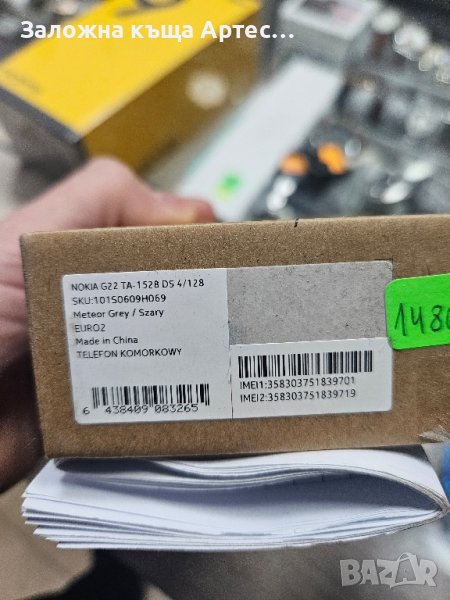 Заложна къща Артес...
NOKIA G22 TA-1528 DS 4/128
SKU:101S0609H069
Meteor Grey / Szary
EURO2
Made in China
TELEFON KOMORKOWY
6 438409 083265
IMEI1:358303751839701
IMEI2:358303751839719
1480
BAZAR